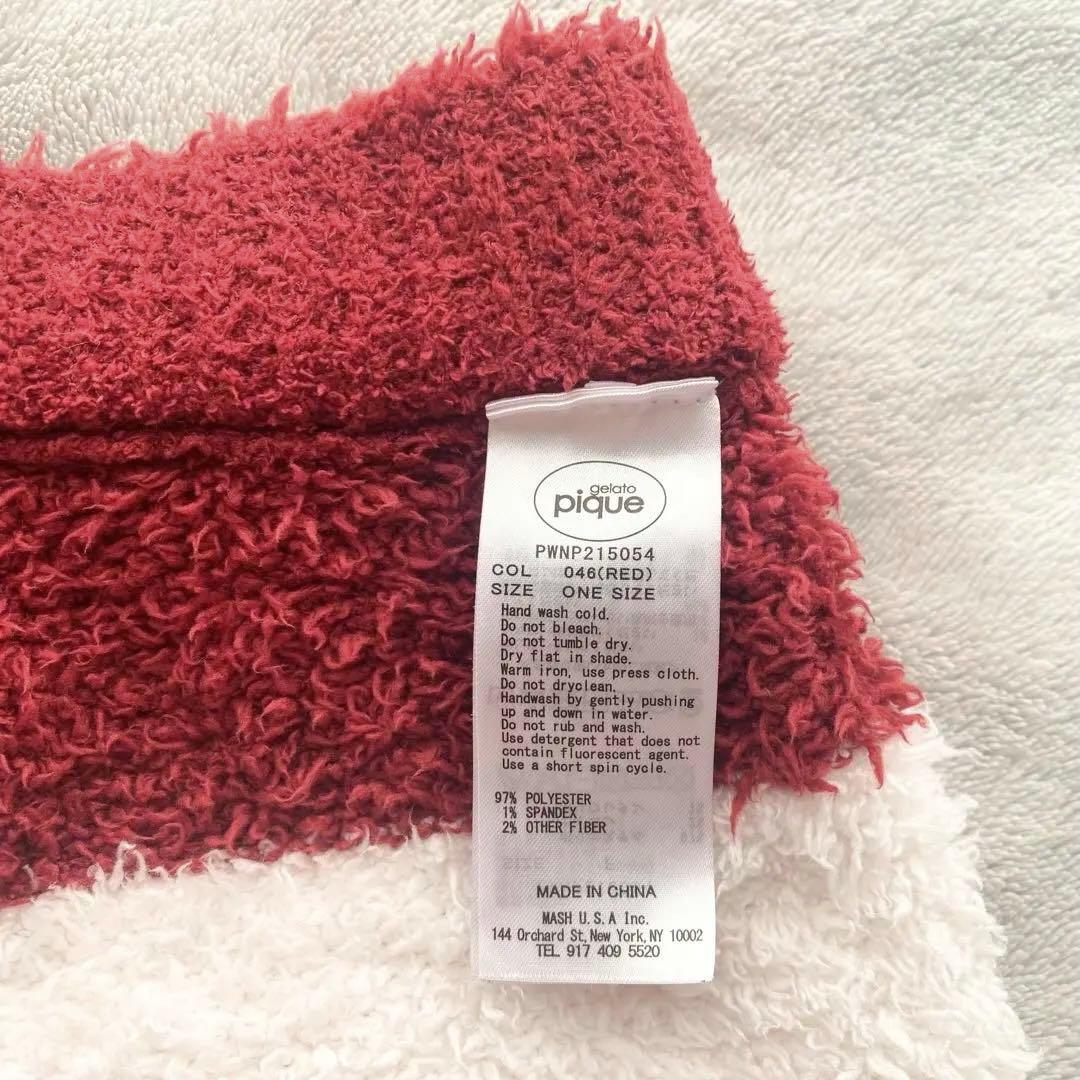 gelato
pique
PWNP215054
COL 046(RED)
SIZE ONE SIZE
Hand wash cold.
Do not bleach.
Do not tumble dry.
Dry flat in shade.
Warm iron, use press cloth.
Do not dryclean.
Handwash by gently pushing
up and down in water.
Do not rub and wash.
Use detergent that does not
contain fluorescent agent.
Use a short spin cycle.
97% POLYESTER
1% SPANDEX
2% OTHER FIBER
MADE IN CHINA
MASH U.S.A Inc.
144 Orchard St, New York, NY 10002
TEL. 917 409 5520